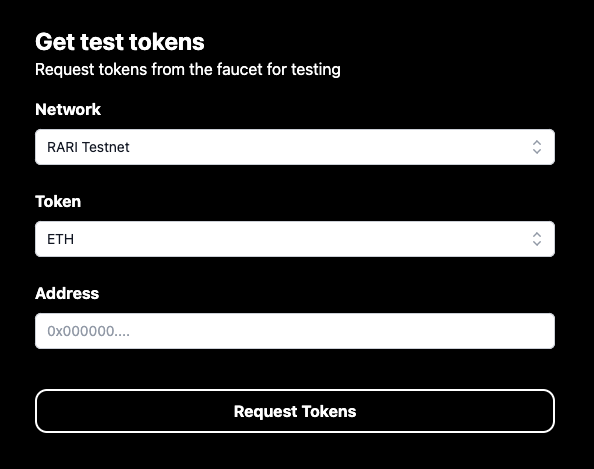 Get test tokens
Request tokens from the faucet for testing
Network
RARI Testnet
Token
ETH
Address
0x000000....
Request Tokens